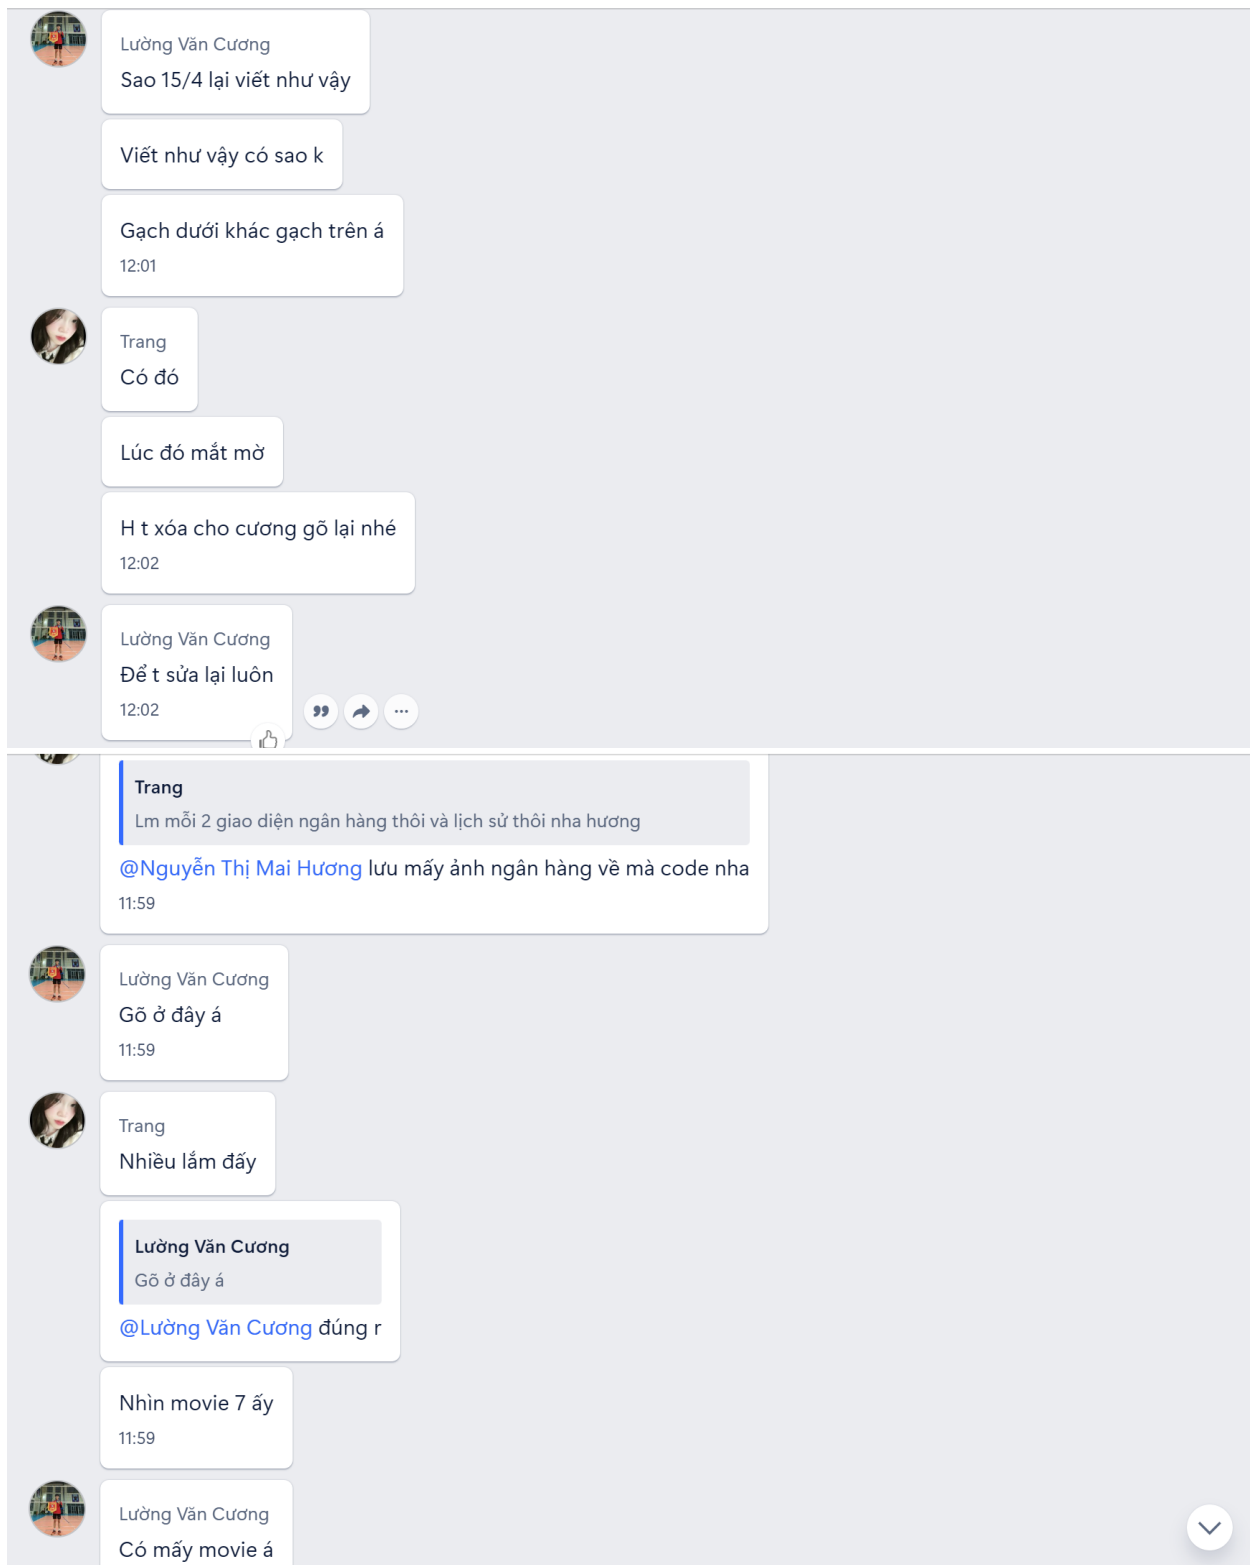 Lường Văn Cương
Sao 15/4 lại viết như vậy
Viết như vậy có sao k
Gạch dưới khác gạch trên á
12:01
Trang
Có đó
Lúc đó mắt mờ
H t xóa cho cương gõ lại nhé
12:02
Lường Văn Cương
Để t sửa lại luôn
12:02
Trang
Lm mỗi 2 giao diện ngân hàng thôi và lịch sử thôi nha hương
@Nguyễn Thị Mai Hương lưu mấy ảnh ngân hàng về mà code nha
11:59
Lường Văn Cương
Gõ ở đây á
11:59
Trang
Nhiều lắm đấy
Lường Văn Cương
Gõ ở đây á
@Lường Văn Cương đúng r
Nhìn movie 7 ấy
11:59
Lường Văn Cương
Có mấy movie á